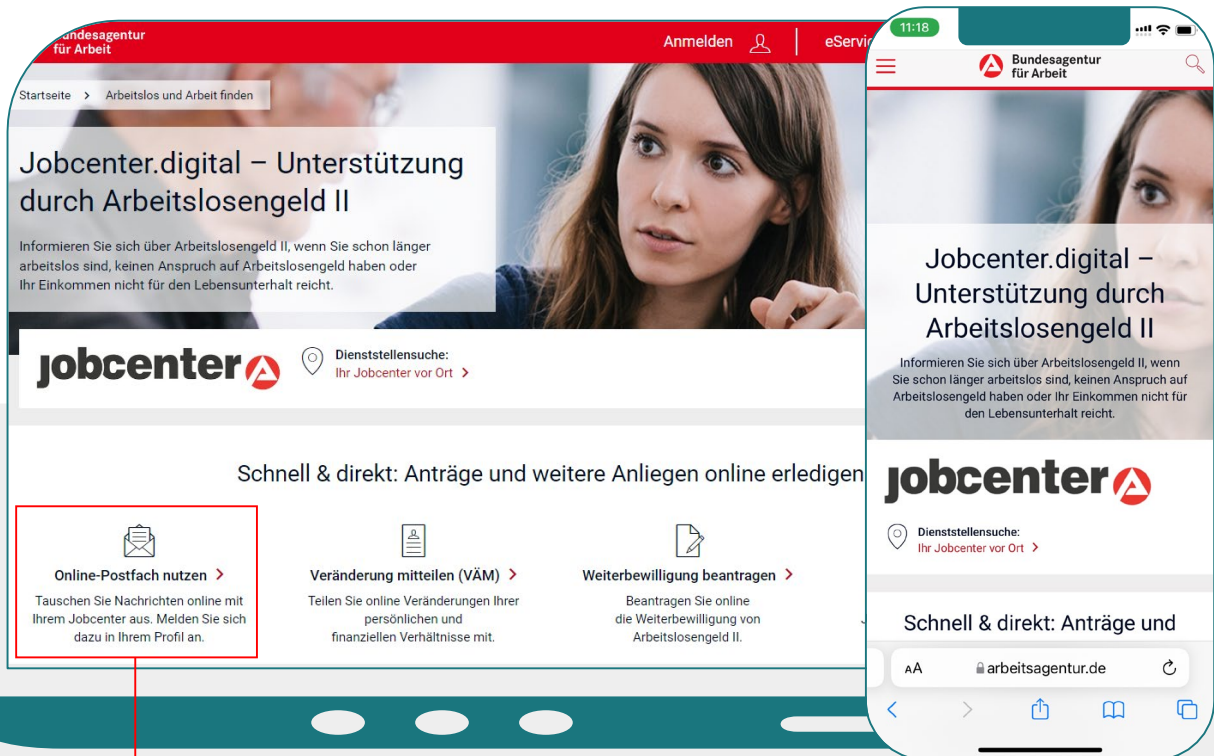 Bundesagentur
für Arbeit
Anmelden
Startseite > Arbeitslos und Arbeit finden
Jobcenter.digital – Unterstützung
durch Arbeitslosengeld II
Informieren Sie sich über Arbeitslosengeld II, wenn Sie schon länger
arbeitslos sind, keinen Anspruch auf Arbeitslosengeld haben oder
Ihr Einkommen nicht für den Lebensunterhalt reicht.
jobcenter
Dienststellensuche:
Ihr Jobcenter vor Ort >
Schnell & direkt: Anträge und weitere Anliegen online erledigen
Online-Postfach nutzen >
Tauschen Sie Nachrichten online mit
Ihrem Jobcenter aus. Melden Sie sich
dazu in Ihrem Profil an.
Veränderung mitteilen (VÄM) >
Teilen Sie online Veränderungen Ihrer
persönlichen und
finanziellen Verhältnisse mit.
Weiterbewilligung beantragen >
Beantragen Sie online
die Weiterbewilligung von
Arbeitslosengeld II.
11:18
Bundesagentur
für Arbeit
Jobcenter.digital –
Unterstützung durch
Arbeitslosengeld II
Informieren Sie sich über Arbeitslosengeld II, wenn
Sie schon länger arbeitslos sind, keinen Anspruch auf
Arbeitslosengeld haben oder Ihr Einkommen nicht für
den Lebensunterhalt reicht.
jobcenter
Dienststellensuche:
Ihr Jobcenter vor Ort >
Schnell & direkt: Anträge und
AA arbeitsagentur.de